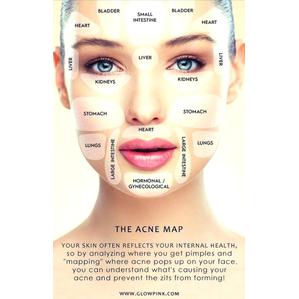 BLADDER
SMALL
INTESTINE
BLADDER
HEART
HEART
LIVER
LIVER
LIVER
KIDNEYS
KIDNEYS
STOMACH
STOMACH
HEART
LUNGS
LARGE INTESTINE
LARGE INTESTINE
LUNGS
HORMONAL /
GYNECOLOGICAL
THE ACNE MAP
YOUR SKIN OFTEN REFLECTS YOUR INTERNAL HEALTH,
so by analyzing where you get pimples and
"mapping" where acne pops up on your face,
you can understand what's causing your
acne and prevent the zits from forming!
WWW.GLOWPINK.COM